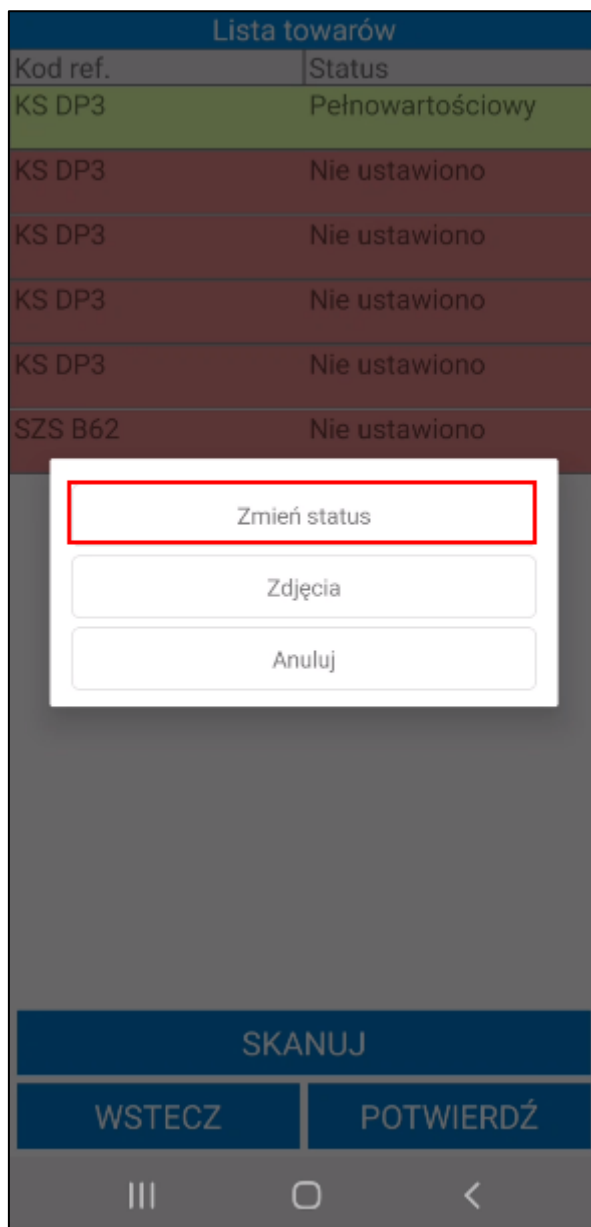 Lista towarów
Kod ref. Status
KS DP3 Pełnowartościowy
KS DP3 Nie ustawiono
KS DP3 Nie ustawiono
KS DP3 Nie ustawiono
KS DP3 Nie ustawiono
SZS B62 Nie ustawiono
Zmień status
Zdjęcia
Anuluj
SKANUJ
WSTECZ POTWIERDŹ